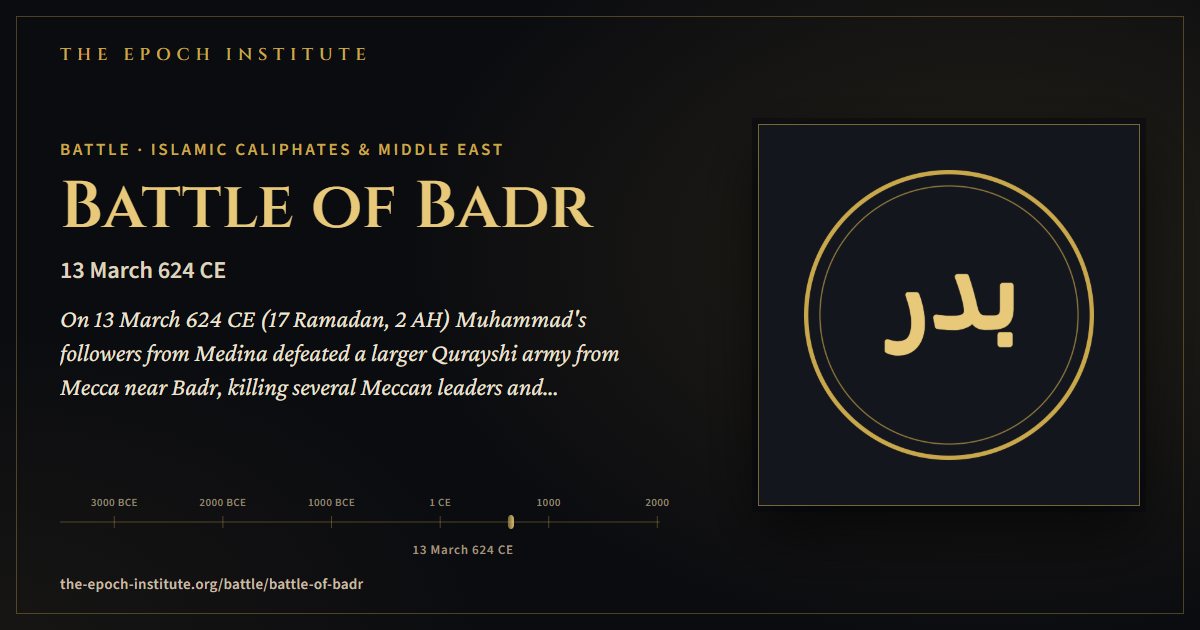 THE EPOCH INSTITUTE
BATTLE · ISLAMIC CALIPHATES & MIDDLE EAST
BATTLE OF BADR
13 March 624 CE
On 13 March 624 CE (17 Ramadan, 2 AH) Muhammad's
followers from Medina defeated a larger Qurayshi army from
Mecca near Badr, killing several Meccan leaders and...
بدر
3000 BCE 2000 BCE 1000 BCE 1 CE 1000 2000
13 March 624 CE
the-epoch-institute.org/battle/battle-of-badr